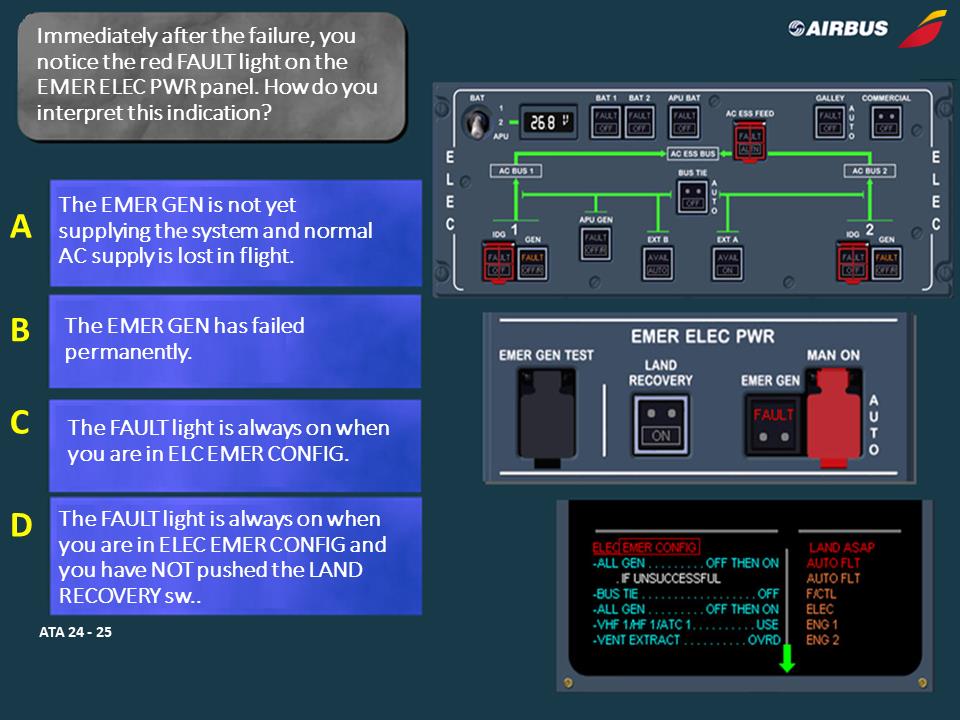 Immediately after the failure, you
notice the red FAULT light on the
EMER ELEC PWR panel. How do you
interpret this indication?
AIRBUS
A
The EMER GEN is not yet
supplying the system and normal
AC supply is lost in flight.
B
The EMER GEN has failed
permanently.
C
The FAULT light is always on when
you are in ELC EMER CONFIG.
D
The FAULT light is always on when
you are in ELEC EMER CONFIG and
you have NOT pushed the LAND
RECOVERY sw..
ATA 24 - 25
BAT
1
2
APU
26.8 V
BAT 1 BAT 2 APU BAT
FAULT OFF
FAULT OFF
FAULT OFF
AC ESS FEED
FAULT
ALTN
GALLEY
FAULT
OFF
AUTO
COMMERCIAL
OFF
ELEC
AC ESS BUS
AC BUS 1
BUS TIE
OFF
AUTO
AC BUS 2
ELEC
IDG 1 GEN
FAULT OFF
FAULT OFF/R
APU GEN
FAULT
OFF/R
EXT B
AVAIL
AUTO
EXT A
AVAIL
ON
IDG 2 GEN
FAULT OFF
FAULT OFF/R
EMER ELEC PWR
EMER GEN TEST
LAND
RECOVERY
ON
EMER GEN
FAULT
MAN ON
AUTO
ELEC EMER CONFIG
-ALL GEN . . . . . . . . . OFF THEN ON
. IF UNSUCCESSFUL
-BUS TIE . . . . . . . . . . . . . . . . . . OFF
-ALL GEN . . . . . . . . . OFF THEN ON
-VHF 1/HF 1/ATC 1 . . . . . . . . . . USE
-VENT EXTRACT . . . . . . . . . . OVRD
LAND ASAP
AUTO FLT
AUTO FLT
F/CTL
ELEC
ENG 1
ENG 2